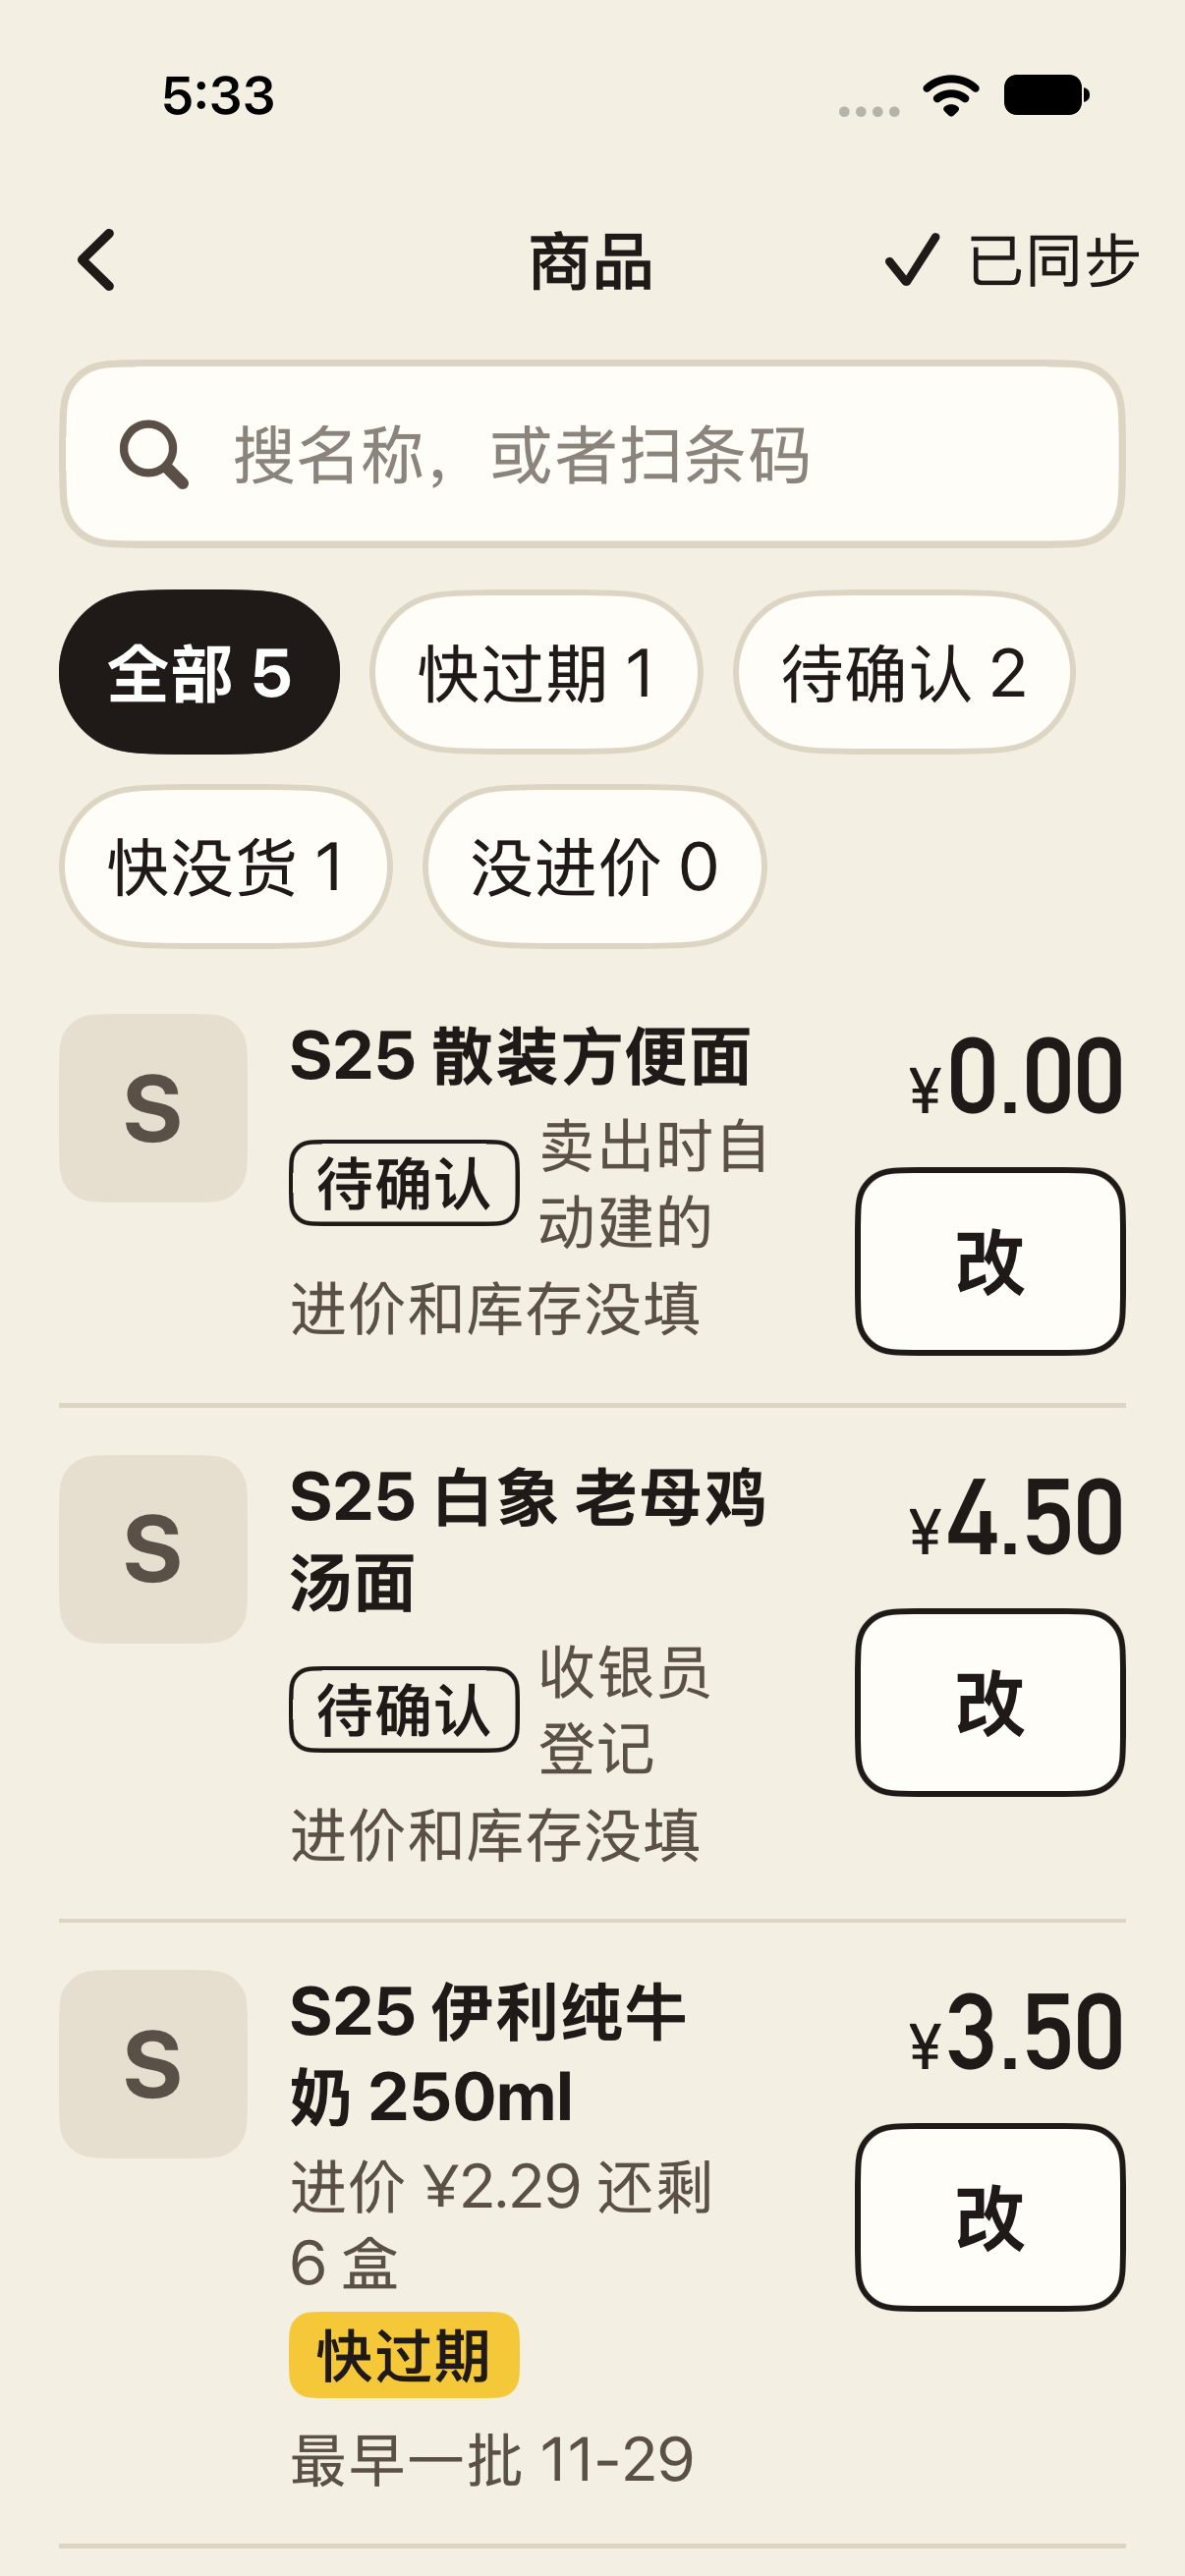 5:33
商品
已同步
搜名称，或者扫条码
全部 5
快过期 1
待确认 2
快没货 1
没进价 0
S
S25 散装方便面
¥0.00
待确认
卖出时自
动建的
改
进价和库存没填
S
S25 白象 老母鸡
汤面
¥4.50
待确认
收银员
登记
改
进价和库存没填
S
S25 伊利纯牛
奶 250ml
¥3.50
进价 ¥2.29 还剩
6 盒
改
快过期
最早一批 11-29